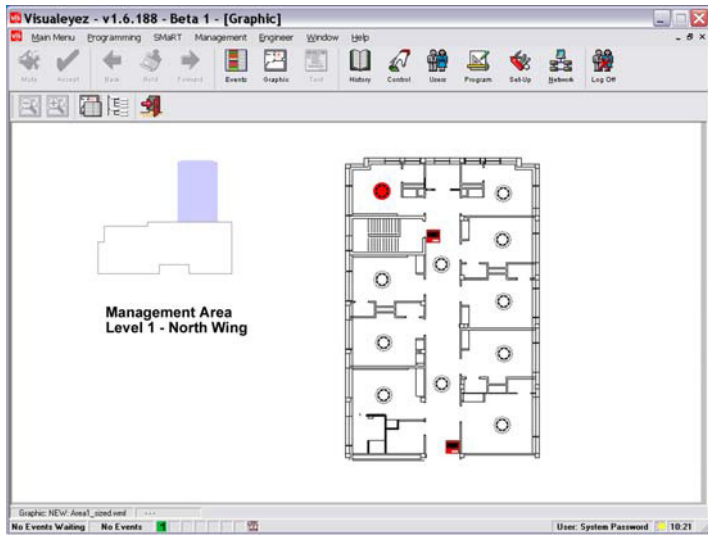 Visualeyez - v1.6.188 - Beta 1 - [Graphic]
Main Menu Programming SMaRT Management Engineer Window Help
Mute Accept Back Hold Forward Events Graphic Text History Control Users Program Set-Up Network Log Off
Management Area
Level 1 - North Wing
Graphic: NEW: Area1_sized.wmf ---
No Events Waiting No Events User: System Password 10:21